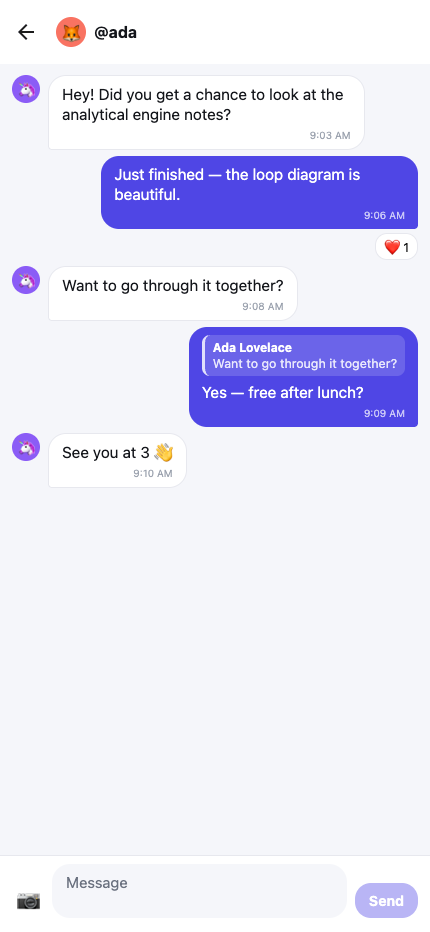 @ada
Hey! Did you get a chance to look at the
analytical engine notes?
9:03 AM
Just finished — the loop diagram is
beautiful.
9:06 AM
❤️ 1
Want to go through it together?
9:08 AM
Ada Lovelace
Want to go through it together?
Yes — free after lunch?
9:09 AM
See you at 3 👋
9:10 AM
Message
Send